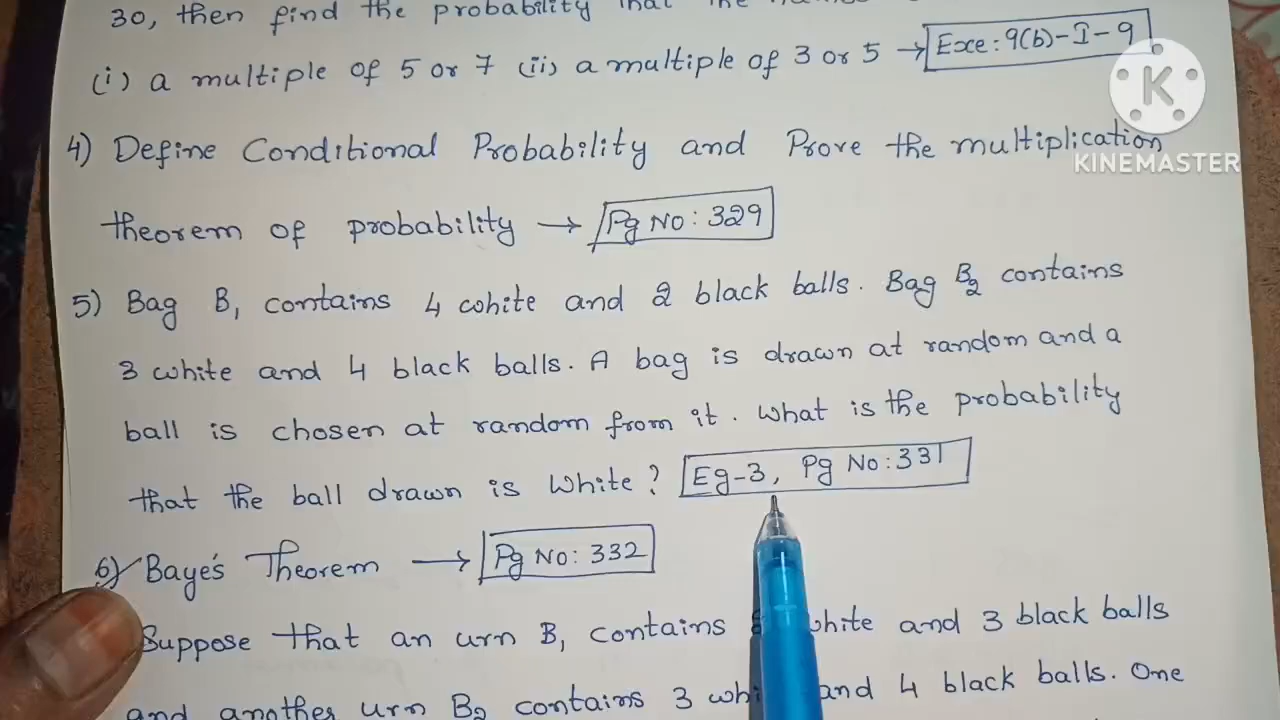 30, then find the probability that the
(i) a multiple of 5 or 7 (ii) a multiple of 3 or 5 → Exe: 9(b)-I-9
K
KINEMASTER
4) Define Conditional Probability and Prove the multiplication
theorem of probability → Pg No: 329
5) Bag B1 contains 4 white and 2 black balls. Bag B2 contains
3 white and 4 black balls. A bag is drawn at random and a
ball is chosen at random from it. What is the probability
that the ball drawn is White? Eg-3, Pg No: 331
6) Baye's Theorem → Pg No: 332
Suppose that an urn B1 contains white and 3 black balls
and another urn B2 contains 3 and 4 black balls. One